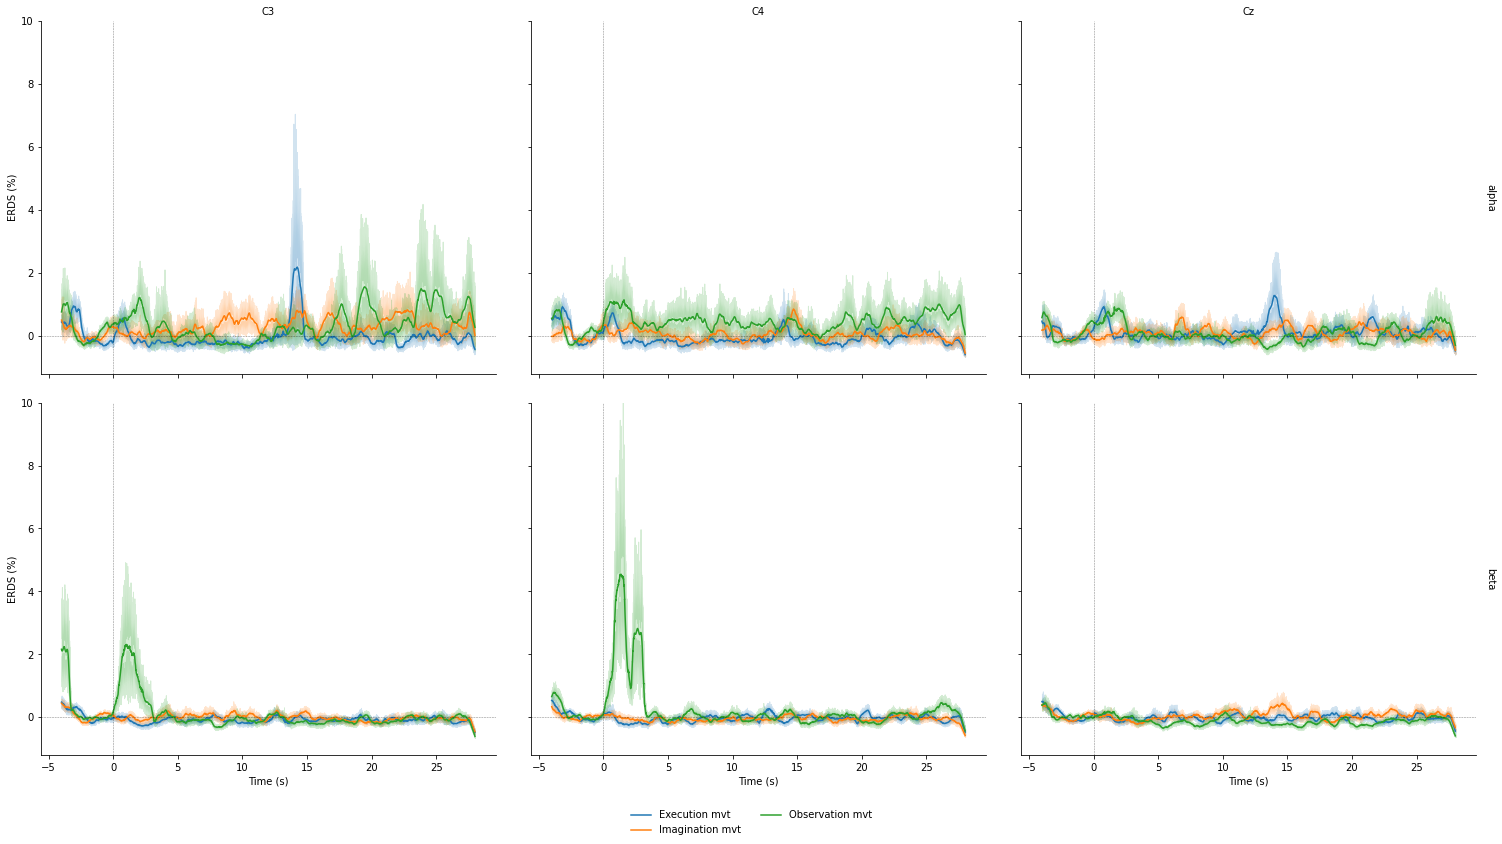 C3
C4
Cz
10
8
6
4
2
0
ERDS (%)
alpha
−5 0 5 10 15 20 25
−5 0 5 10 15 20 25
−5 0 5 10 15 20 25
10
8
6
4
2
0
ERDS (%)
beta
Time (s)
Time (s)
Time (s)
Execution mvt
Imagination mvt
Observation mvt